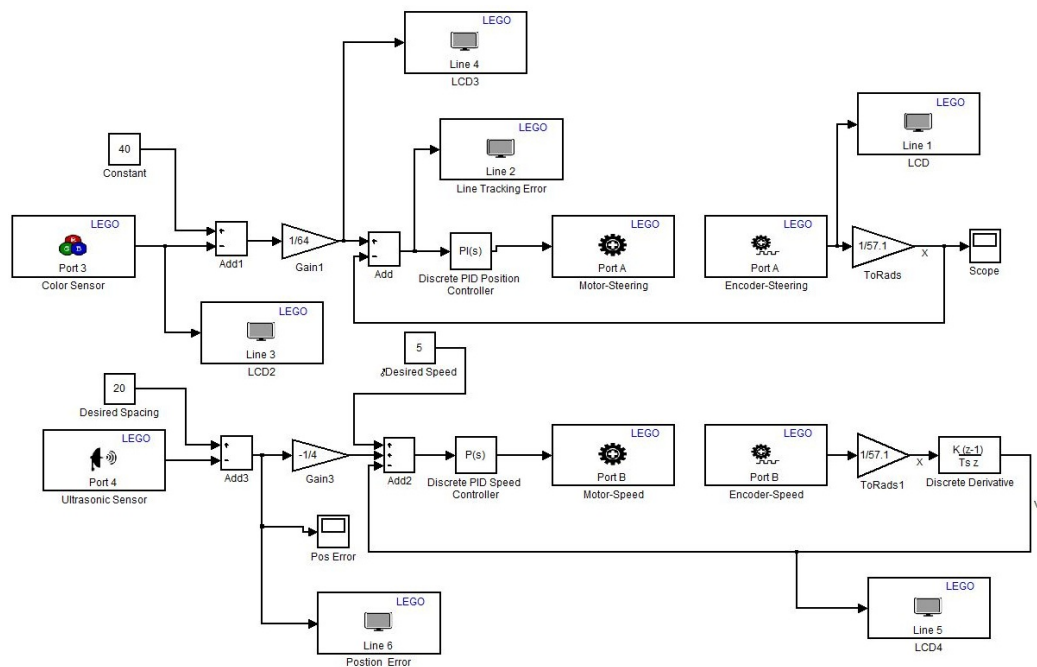 LEGO
Line 4
LCD3
LEGO
Line 1
LCD
LEGO
Line 2
Line Tracking Error
40
Constant
LEGO
Port 3
Color Sensor
+
−
Add1
1/64
Gain1
+
−
Add
PI(s)
Discrete PID Position
Controller
LEGO
Port A
Motor-Steering
LEGO
Port A
Encoder-Steering
1/57.1
ToRads
X
Scope
LEGO
Line 3
LCD2
5
Desired Speed
20
Desired Spacing
LEGO
Port 4
Ultrasonic Sensor
+
−
Add3
-1/4
Gain3
+
+
−
Add2
P(s)
Discrete PID Speed
Controller
LEGO
Port B
Motor-Speed
LEGO
Port B
Encoder-Speed
1/57.1
ToRads1
X
K (z-1)
Ts z
Discrete Derivative
Pos Error
LEGO
Line 6
Postion Error
LEGO
Line 5
LCD4